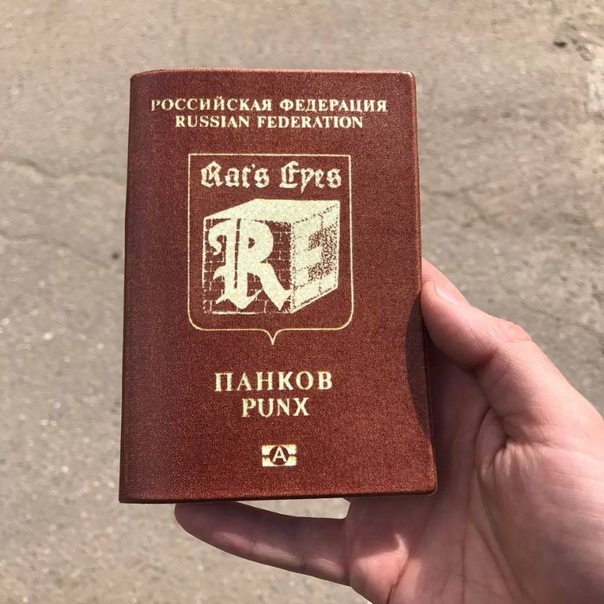 РОССИЙСКАЯ ФЕДЕРАЦИЯ
RUSSIAN FEDERATION
Rat's Eyes
RE
ПАНКОВ
PUNX
A